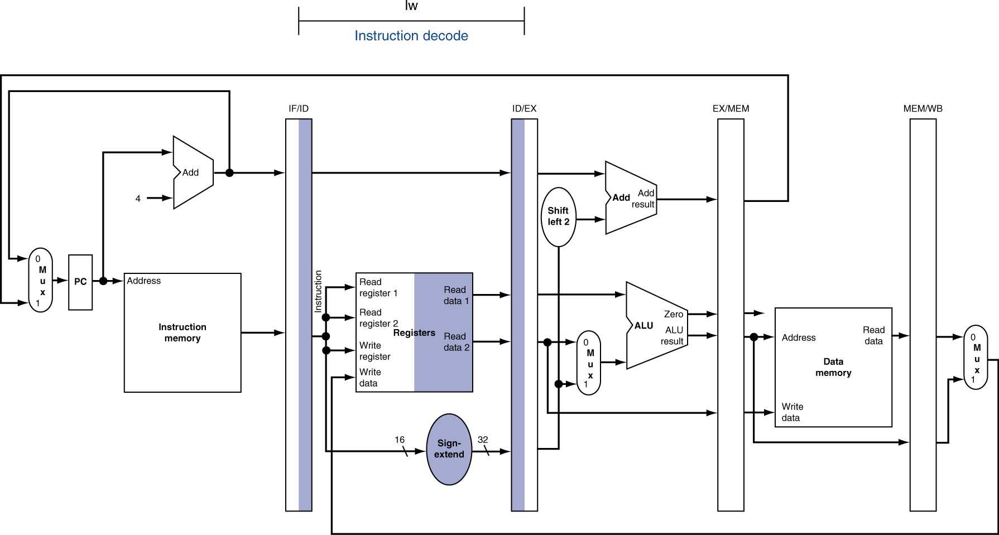 lw
Instruction decode
IF/ID
ID/EX
EX/MEM
MEM/WB
Add
4
Add
Add
result
Shift
left 2
0
M
u
x
1
PC
Address
Instruction
memory
Instruction
Read
register 1
Read
register 2
Write
register
Write
data
Registers
Read
data 1
Read
data 2
16
Sign-
extend
32
0
M
u
x
1
ALU
Zero
ALU
result
Address
Read
data
Data
memory
Write
data
0
M
u
x
1